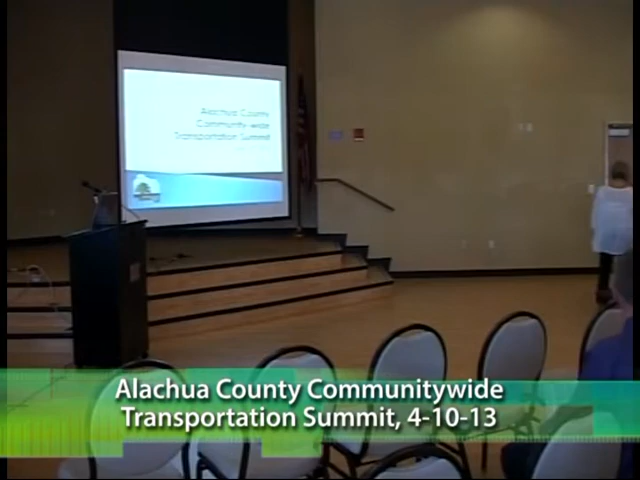 Alachua County
Community-wide
Transportation Summit
Alachua County Communitywide
Transportation Summit, 4-10-13